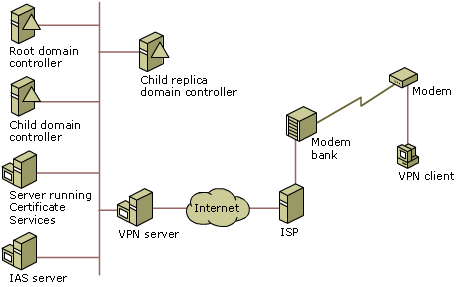 Root domain
controller
Child replica
domain controller
Modem
Child domain
controller
Modem
bank
VPN client
Server running
Certificate
Services
Internet
VPN server
ISP
IAS server